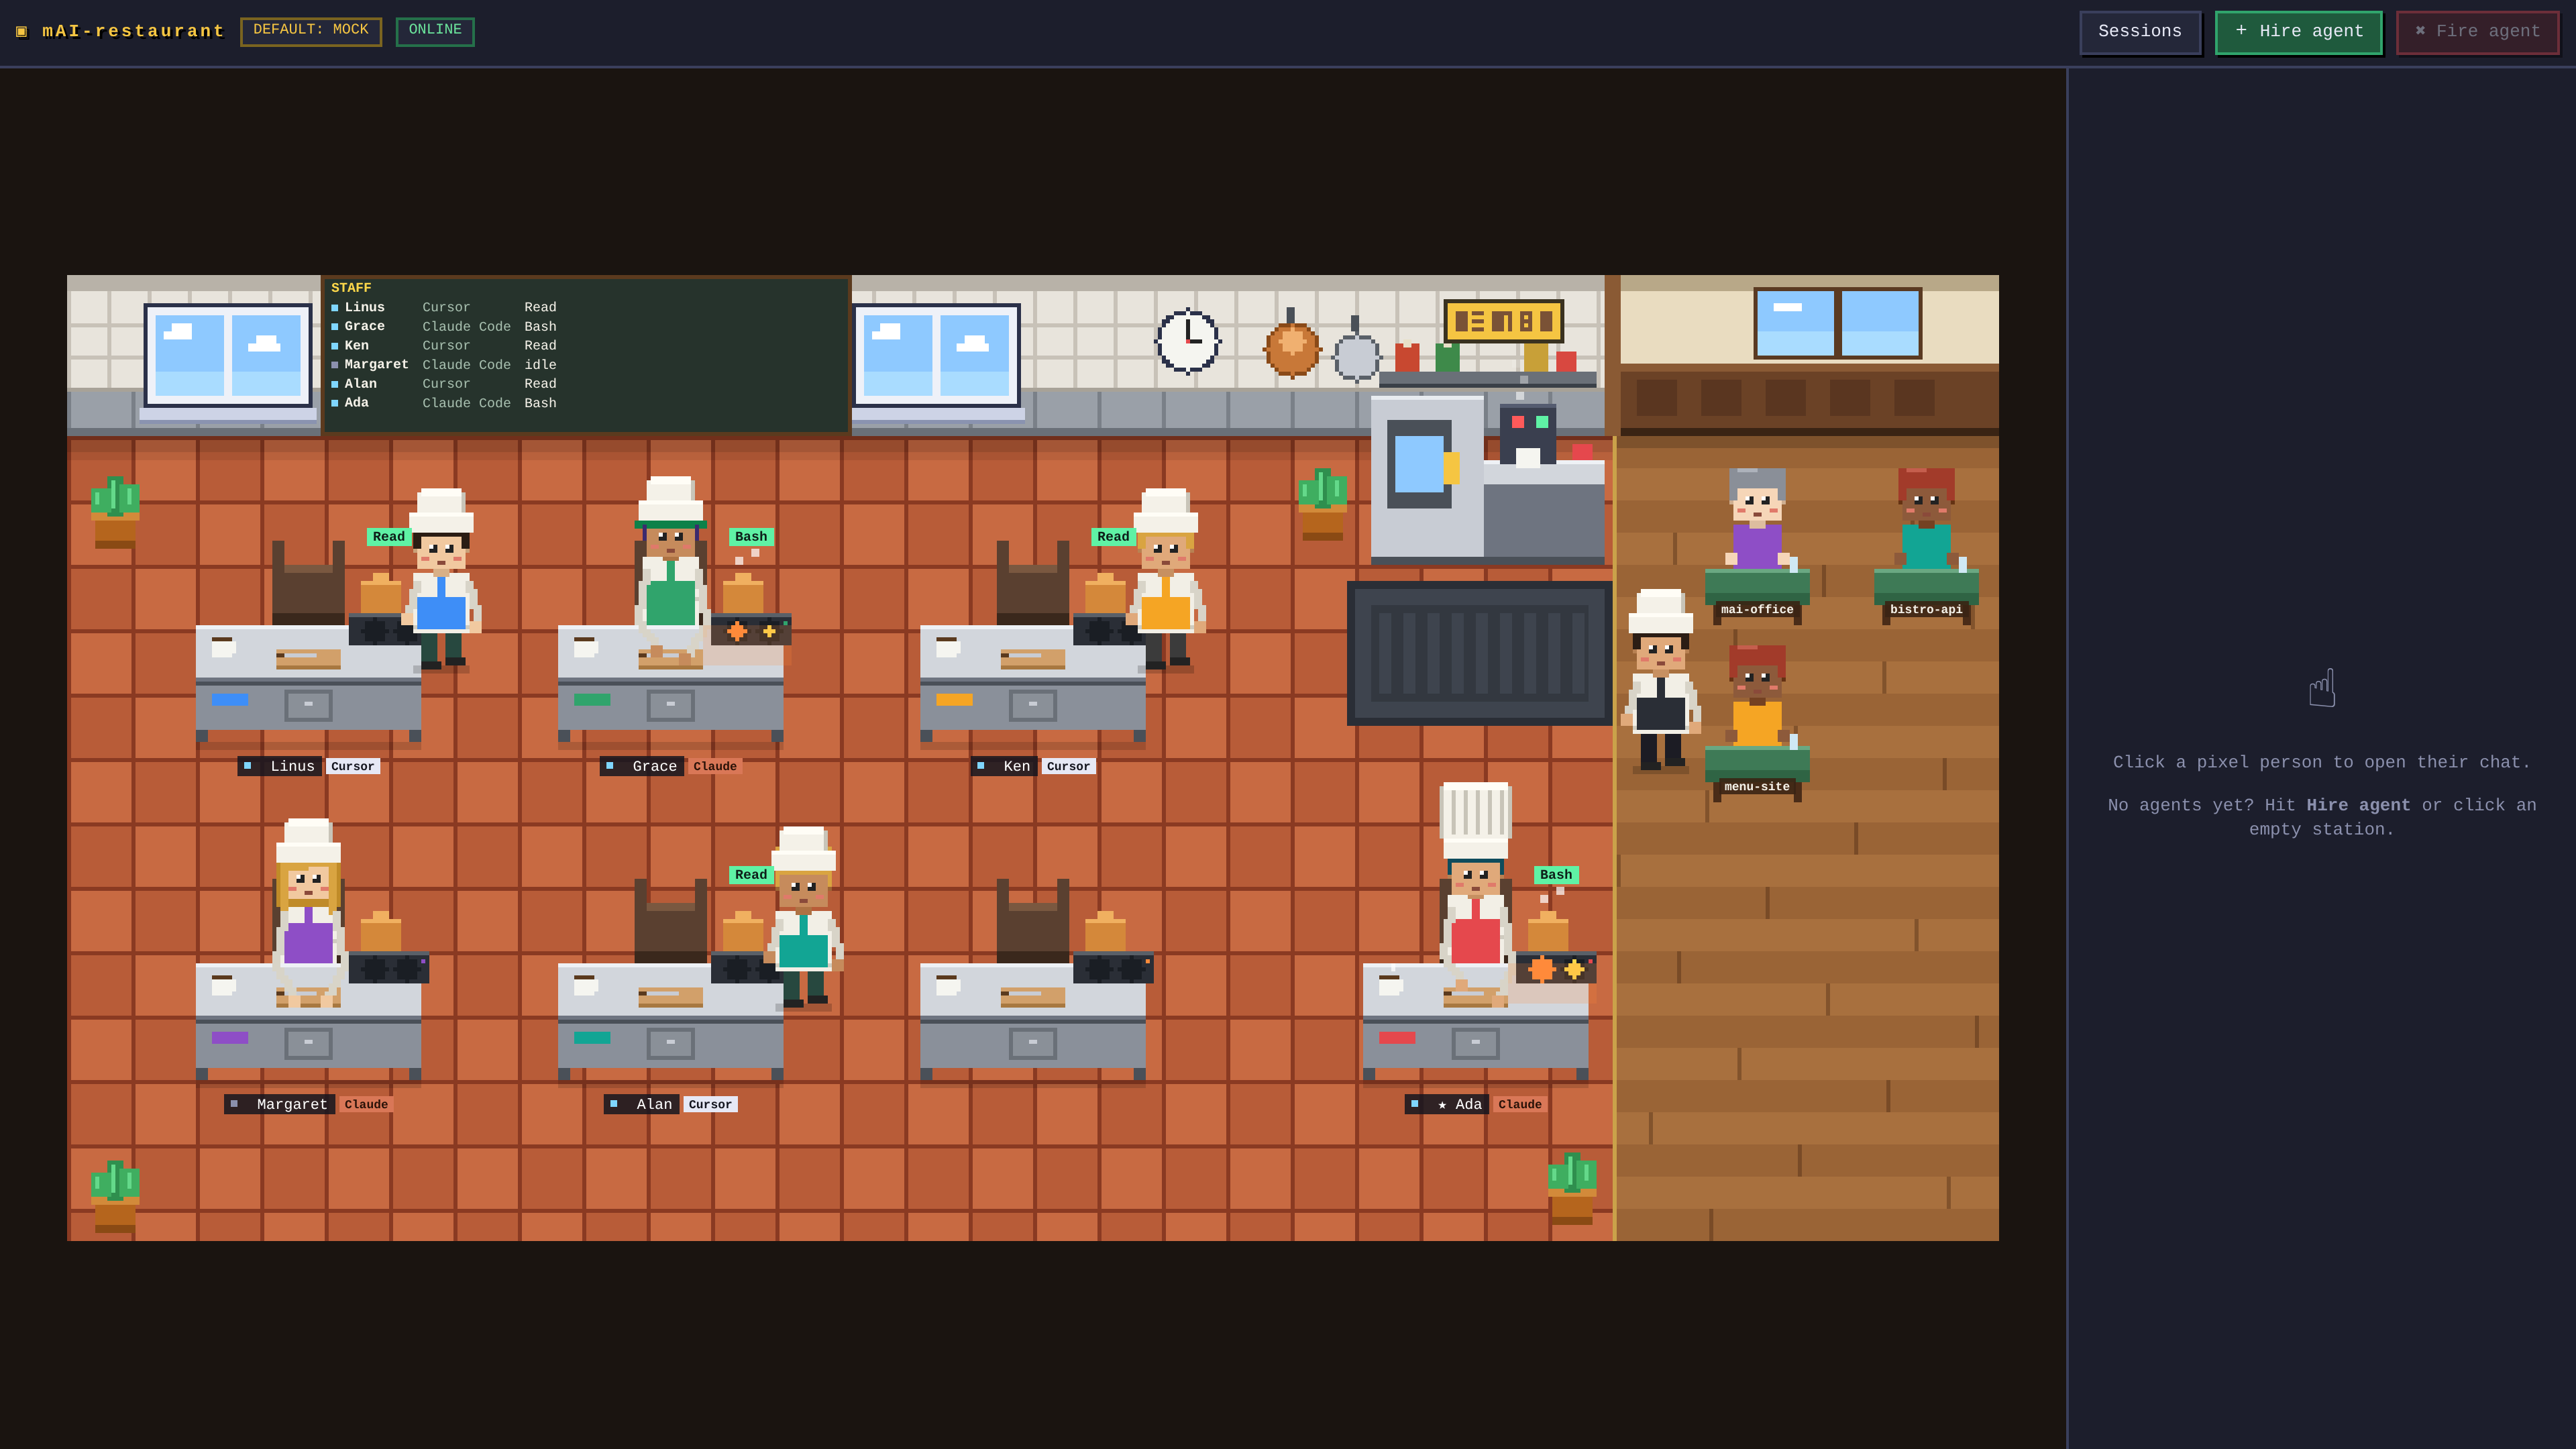 mAI-restaurant
DEFAULT: MOCK
ONLINE
Sessions
+ Hire agent
✖ Fire agent
STAFF
Linus Cursor Read
Grace Claude Code Bash
Ken Cursor Read
Margaret Claude Code idle
Alan Cursor Read
Ada Claude Code Bash
Read
Bash
Read
mai-office
bistro-api
menu-site
Linus Cursor
Grace Claude
Ken Cursor
Read
Bash
Margaret Claude
Alan Cursor
★ Ada Claude
Click a pixel person to open their chat.
No agents yet? Hit Hire agent or click an
empty station.